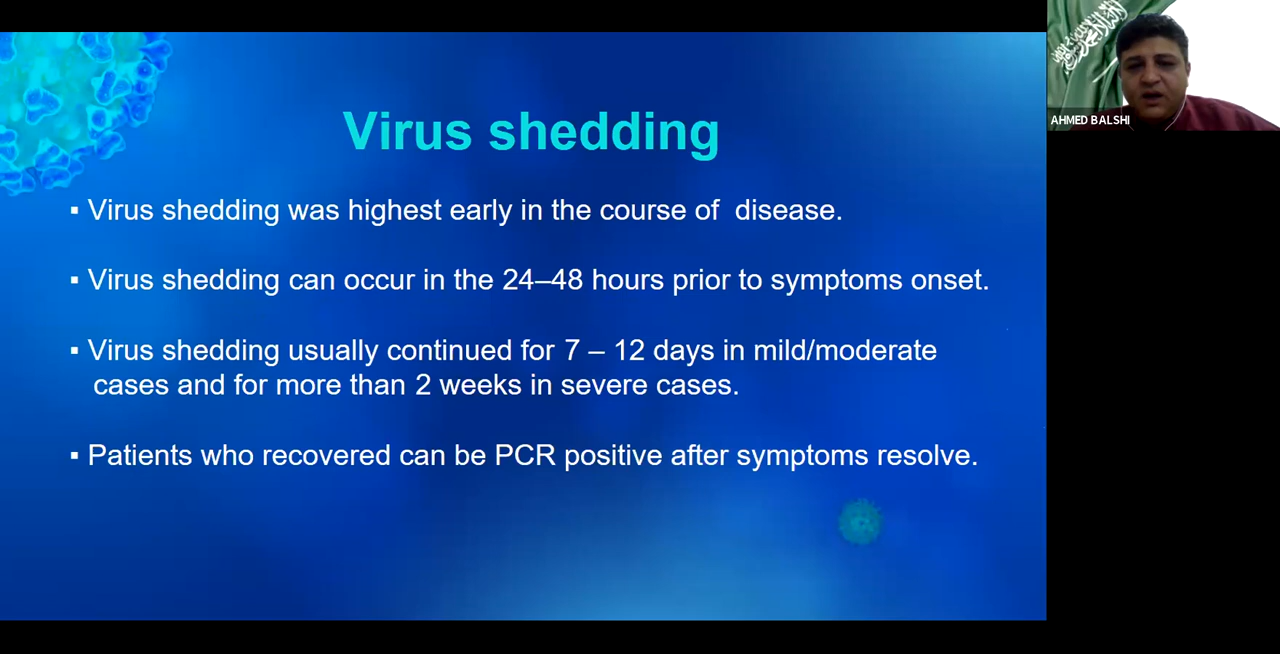 Virus shedding
▪ Virus shedding was highest early in the course of  disease.
▪ Virus shedding can occur in the 24–48 hours prior to symptoms onset.
▪ Virus shedding usually continued for 7 – 12 days in mild/moderate
cases and for more than 2 weeks in severe cases.
▪ Patients who recovered can be PCR positive after symptoms resolve.
AHMED BALSHI